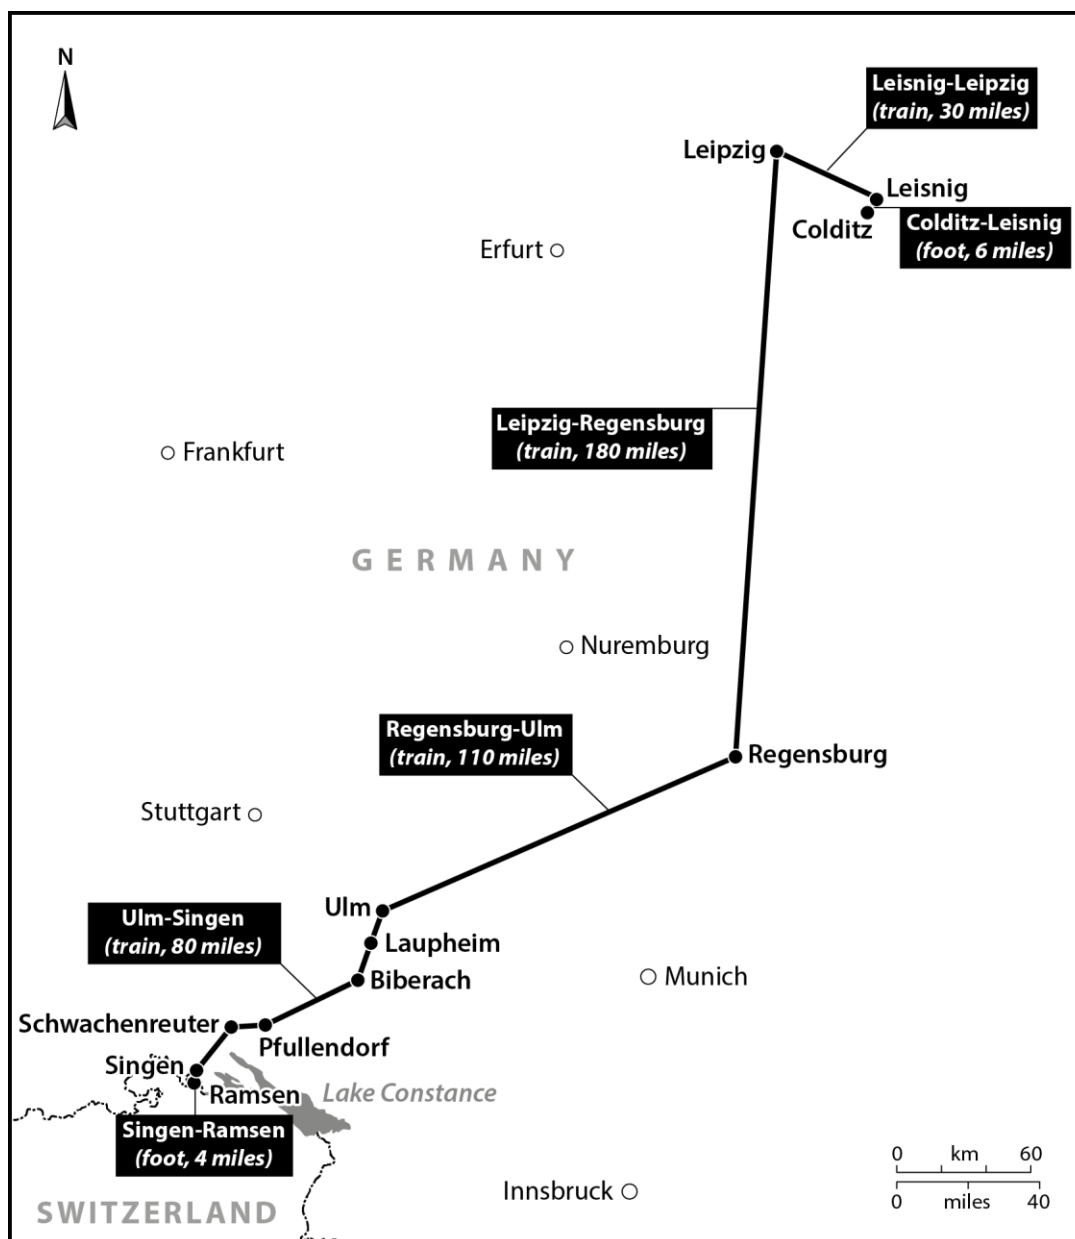 N
Leisnig-Leipzig
(train, 30 miles)
Leipzig
Leisnig
Colditz
Colditz-Leisnig
(foot, 6 miles)
Erfurt
Leipzig-Regensburg
(train, 180 miles)
Frankfurt
GERMANY
Nuremburg
Regensburg-Ulm
(train, 110 miles)
Regensburg
Stuttgart
Ulm-Singen
(train, 80 miles)
Ulm
Laupheim
Biberach
Munich
Schwachenreuter
Pfullendorf
Singen
Ramsen
Lake Constance
Singen-Ramsen
(foot, 4 miles)
0 km 60
0 miles 40
Innsbruck
SWITZERLAND